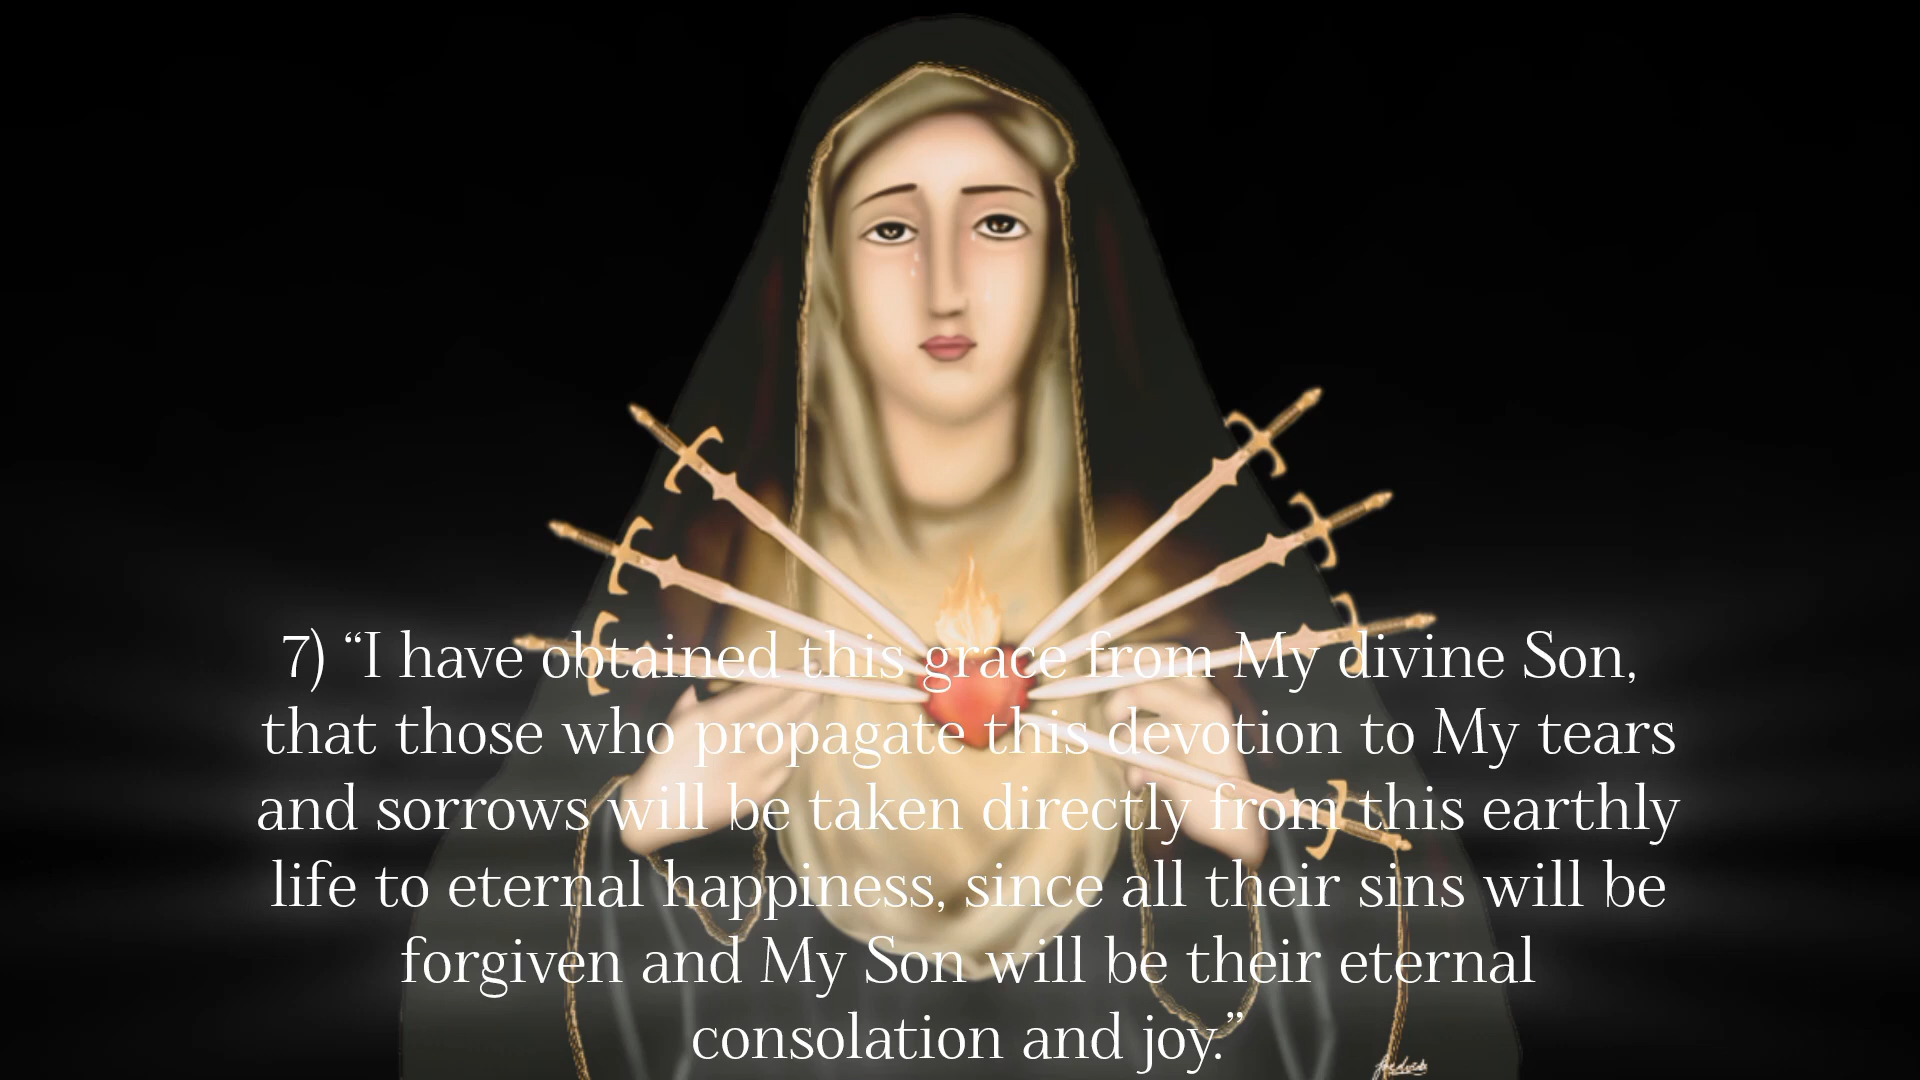 7) “I have obtained this grace from My divine Son,
that those who propagate this devotion to My tears
and sorrows will be taken directly from this earthly
life to eternal happiness, since all their sins will be
forgiven and My Son will be their eternal
consolation and joy.”